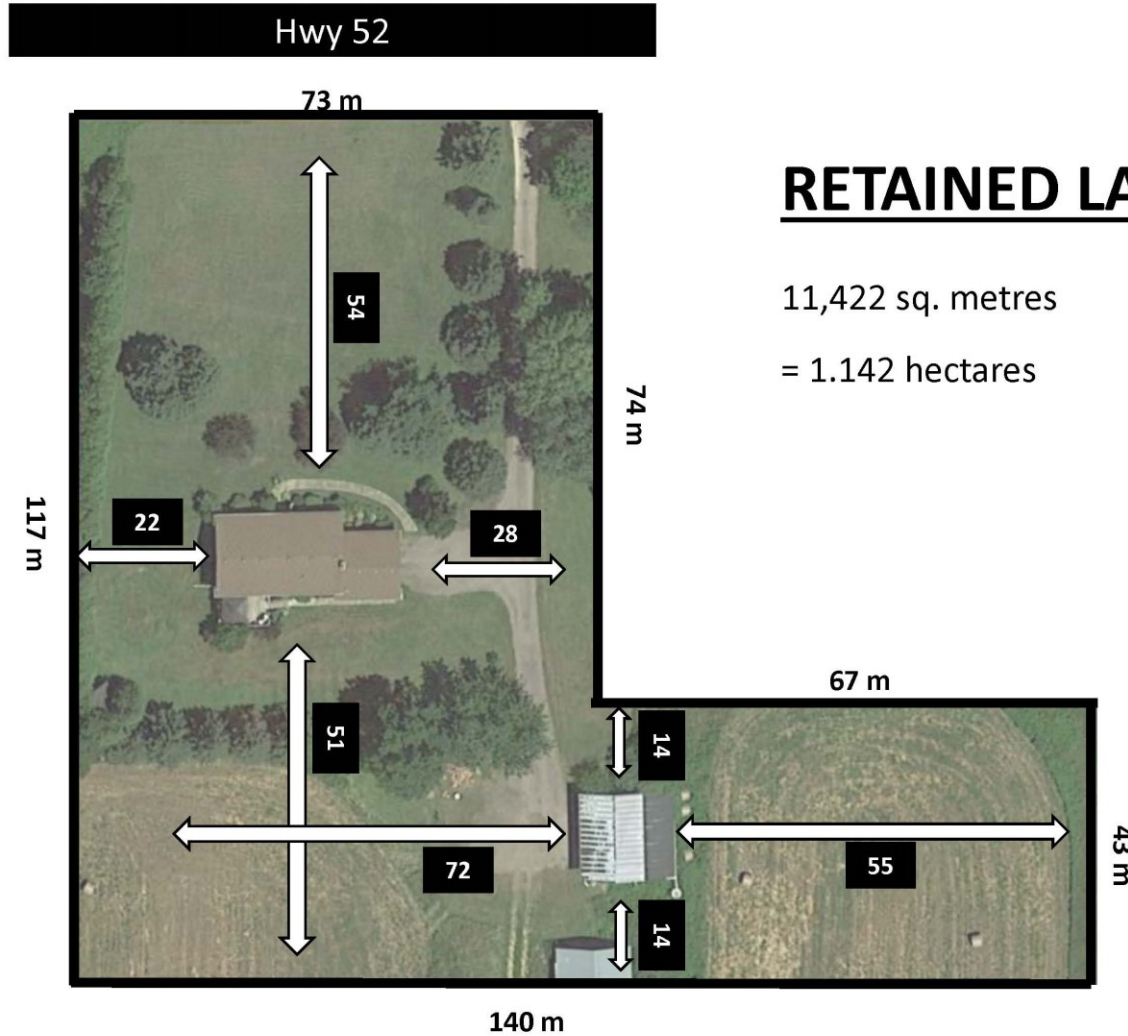 Hwy 52
73 m
RETAINED
11,422 sq. metres
= 1.142 hectares
54
74 m
117 m
22
28
67 m
51
14
72
55
43 m
14
140 m